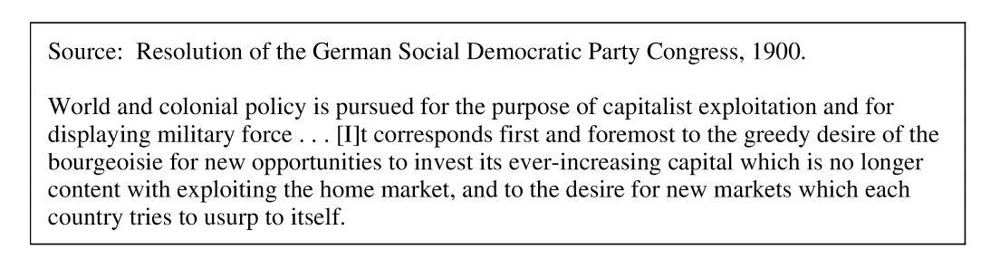 Source:  Resolution of the German Social Democratic Party Congress, 1900.
World and colonial policy is pursued for the purpose of capitalist exploitation and for
displaying military force . . . [I]t corresponds first and foremost to the greedy desire of the
bourgeoisie for new opportunities to invest its ever-increasing capital which is no longer
content with exploiting the home market, and to the desire for new markets which each
country tries to usurp to itself.